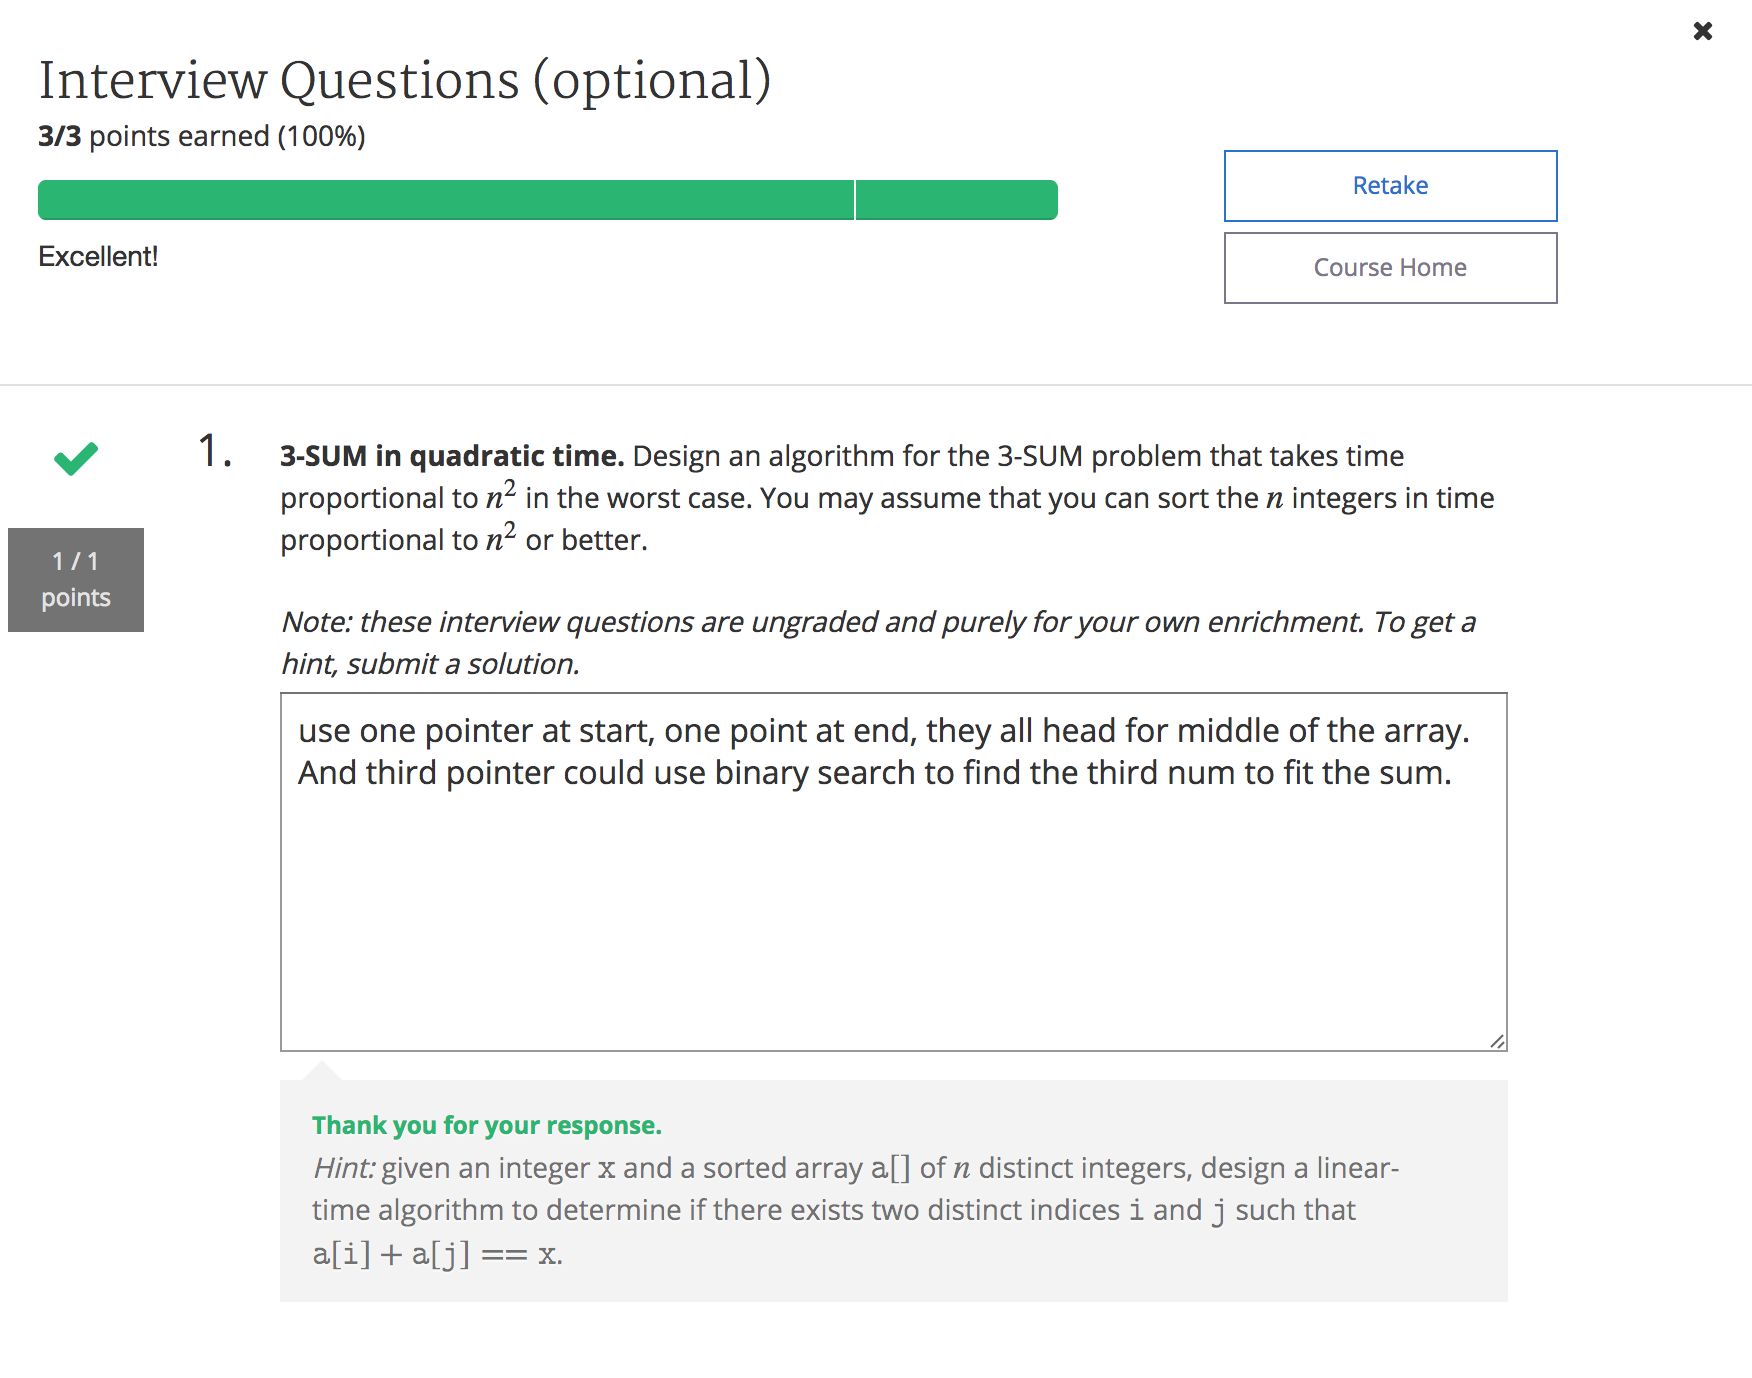 Interview Questions (optional)
3/3 points earned (100%)
Retake
Excellent!
Course Home
1.
3-SUM in quadratic time. Design an algorithm for the 3-SUM problem that takes time
proportional to n² in the worst case. You may assume that you can sort the n integers in time
proportional to n² or better.
1 / 1
points
Note: these interview questions are ungraded and purely for your own enrichment. To get a
hint, submit a solution.
use one pointer at start, one point at end, they all head for middle of the array.
And third pointer could use binary search to find the third num to fit the sum.
Thank you for your response.
Hint: given an integer x and a sorted array a[] of n distinct integers, design a linear-
time algorithm to determine if there exists two distinct indices i and j such that
a[i] + a[j] == x.